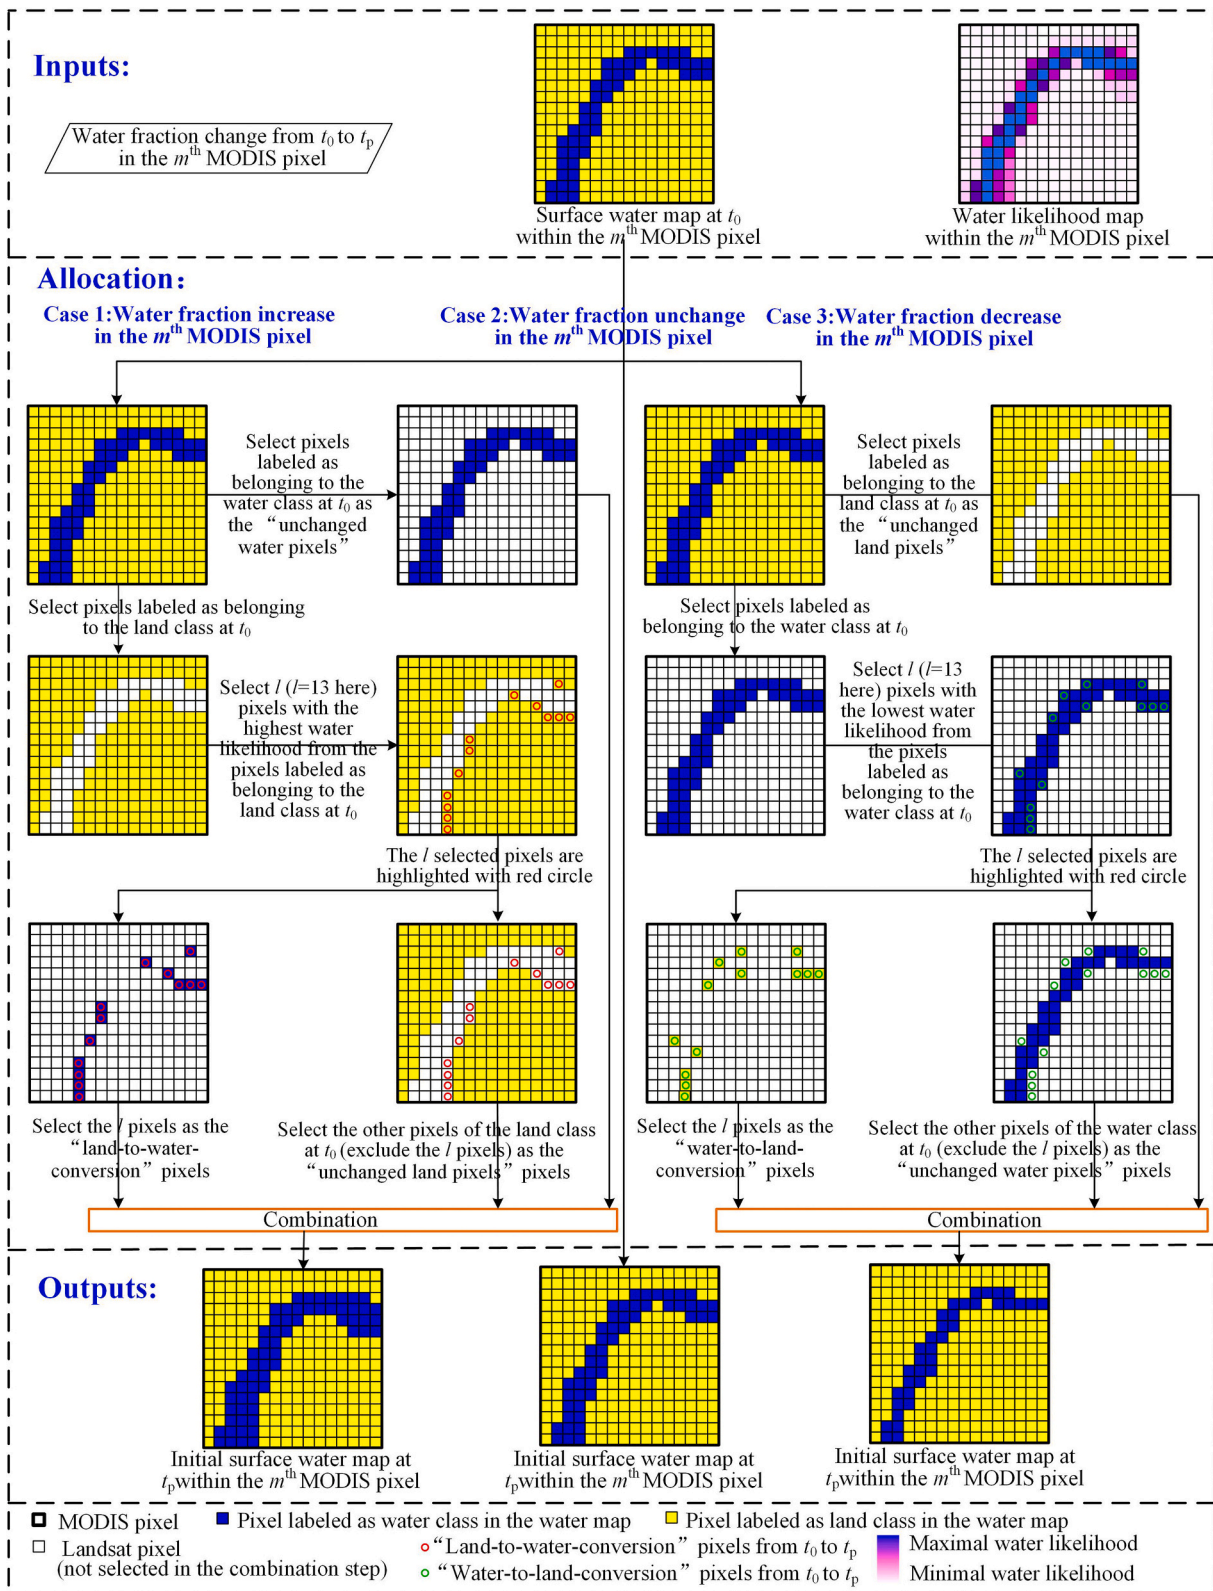 Inputs:
Water fraction change from t0 to tp
in the mth MODIS pixel
Surface water map at t0
within the mth MODIS pixel
Water likelihood map
within the mth MODIS pixel
Allocation:
Case 1:Water fraction increase
in the mth MODIS pixel
Case 2:Water fraction unchange
in the mth MODIS pixel
Case 3:Water fraction decrease
in the mth MODIS pixel
Select pixels
labeled as
belonging to the
water class at t0 as
the “unchanged
water pixels”
Select pixels
labeled as
belonging to the
land class at t0 as
the “unchanged
land pixels”
Select pixels labeled as belonging
to the land class at t0
Select pixels labeled as
belonging to the water class at t0
Select l (l=13 here)
pixels with the
highest water
likelihood from the
pixels labeled as
belonging to the
land class at t0
Select l (l=13
here) pixels with
the lowest water
likelihood from
the pixels
labeled as
belonging to the
water class at t0
The l selected pixels are
highlighted with red circle
The l selected pixels are
highlighted with red circle
Select the l pixels as the
“land-to-water-
conversion” pixels
Select the other pixels of the land class
at t0 (exclude the l pixels) as the
“unchanged land pixels” pixels
Select the l pixels as the
“water-to-land-
conversion” pixels
Select the other pixels of the water class
at t0 (exclude the l pixels) as the
“unchanged water pixels” pixels
Combination
Combination
Outputs:
Initial surface water map at
tp within the mth MODIS pixel
Initial surface water map at
tp within the mth MODIS pixel
Initial surface water map at
tp within the mth MODIS pixel
MODIS pixel
Pixel labeled as water class in the water map
Pixel labeled as land class in the water map
Landsat pixel
(not selected in the combination step)
“Land-to-water-conversion” pixels from t0 to tp
“Water-to-land-conversion” pixels from t0 to tp
Maximal water likelihood
Minimal water likelihood